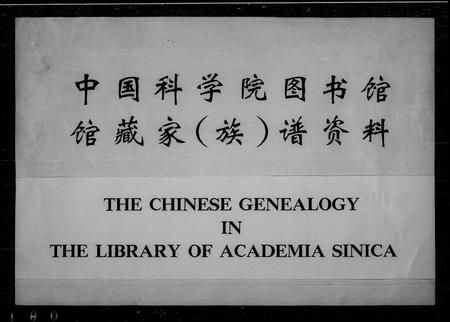 中国科学院图书馆
馆藏家(族)谱资料
THE CHINESE GENEALOGY
IN
THE LIBRARY OF ACADEMIA SINICA
180